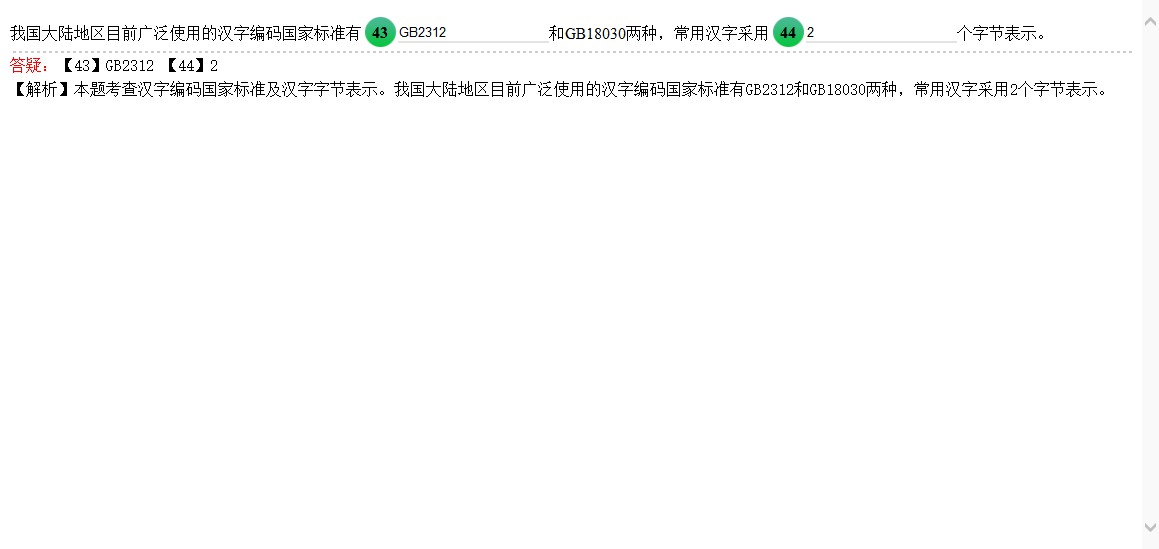 我国大陆地区目前广泛使用的汉字编码国家标准有 43 GB2312 和GB18030两种，常用汉字采用 44 2 个字节表示。
答疑：【43】GB2312 【44】2
【解析】本题考查汉字编码国家标准及汉字字节表示。我国大陆地区目前广泛使用的汉字编码国家标准有GB2312和GB18030两种，常用汉字采用2个字节表示。